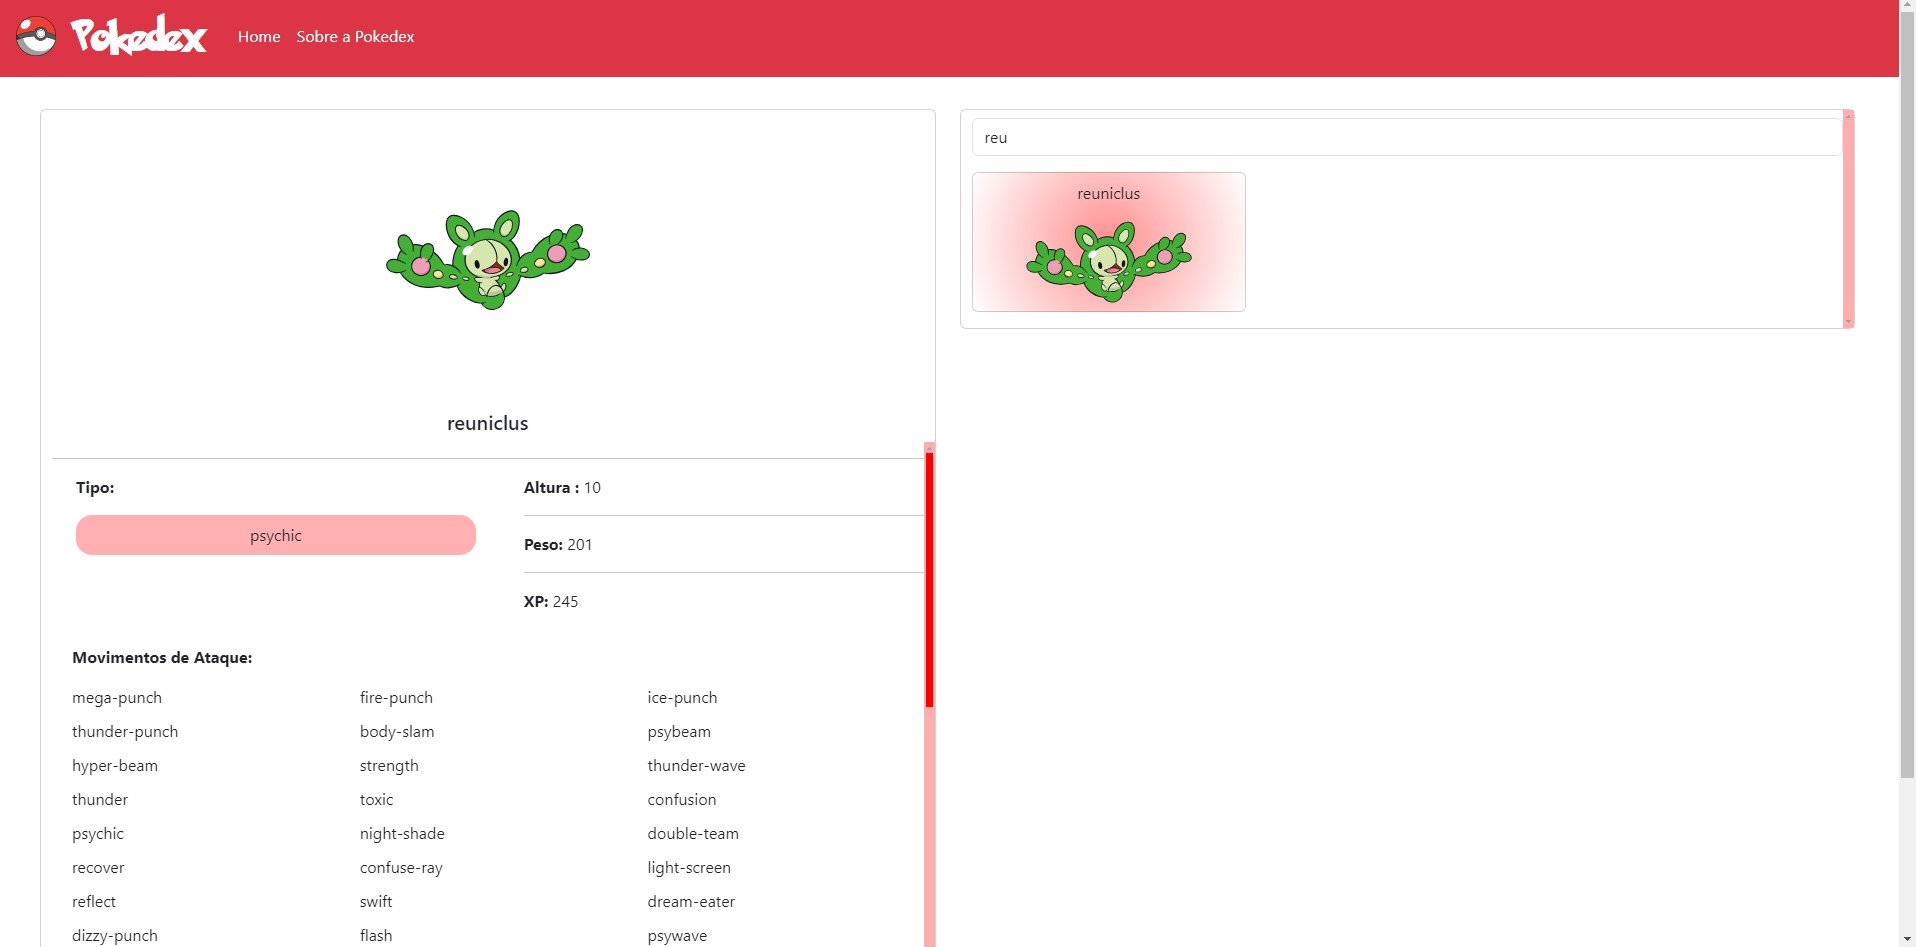 Pokedex Home Sobre a Pokedex
reuniclus
Tipo:
psychic
Altura : 10
Peso: 201
XP: 245
Movimentos de Ataque:
mega-punch fire-punch ice-punch
thunder-punch body-slam psybeam
hyper-beam strength thunder-wave
thunder toxic confusion
psychic night-shade double-team
recover confuse-ray light-screen
reflect swift dream-eater
dizzy-punch flash psywave
reu
reuniclus